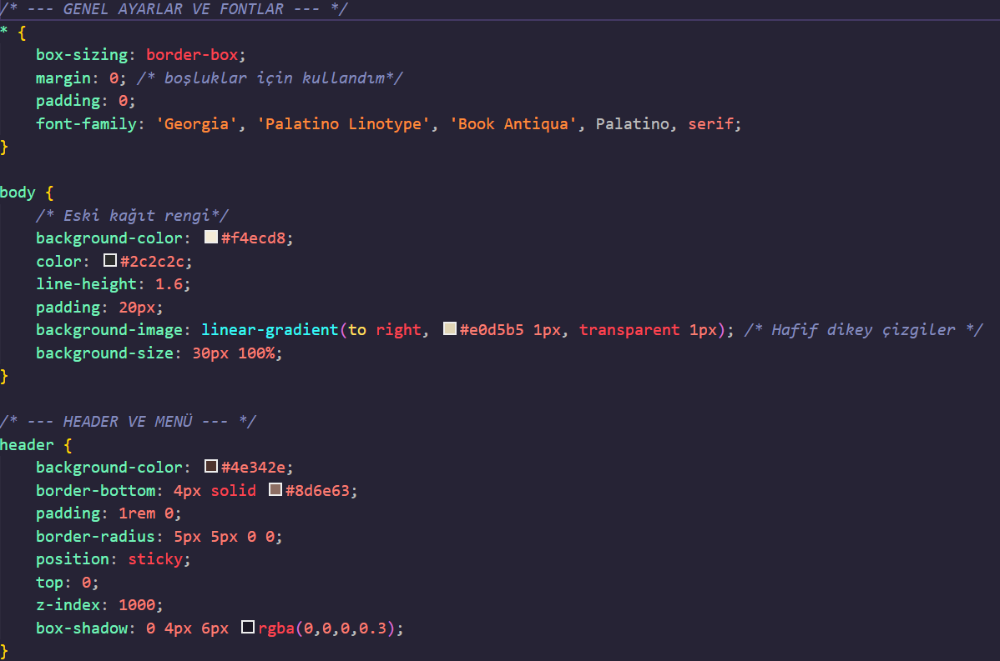 /* --- GENEL AYARLAR VE FONTLAR --- */
* {
    box-sizing: border-box;
    margin: 0; /* boşluklar için kullandım*/
    padding: 0;
    font-family: 'Georgia', 'Palatino Linotype', 'Book Antiqua', Palatino, serif;
}

body {
    /* Eski kağıt rengi*/
    background-color: #f4ecd8;
    color: #2c2c2c;
    line-height: 1.6;
    padding: 20px;
    background-image: linear-gradient(to right, #e0d5b5 1px, transparent 1px); /* Hafif dikey çizgiler */
    background-size: 30px 100%;
}

/* --- HEADER VE MENÜ --- */
header {
    background-color: #4e342e;
    border-bottom: 4px solid #8d6e63;
    padding: 1rem 0;
    border-radius: 5px 5px 0 0;
    position: sticky;
    top: 0;
    z-index: 1000;
    box-shadow: 0 4px 6px rgba(0,0,0,0.3);
}